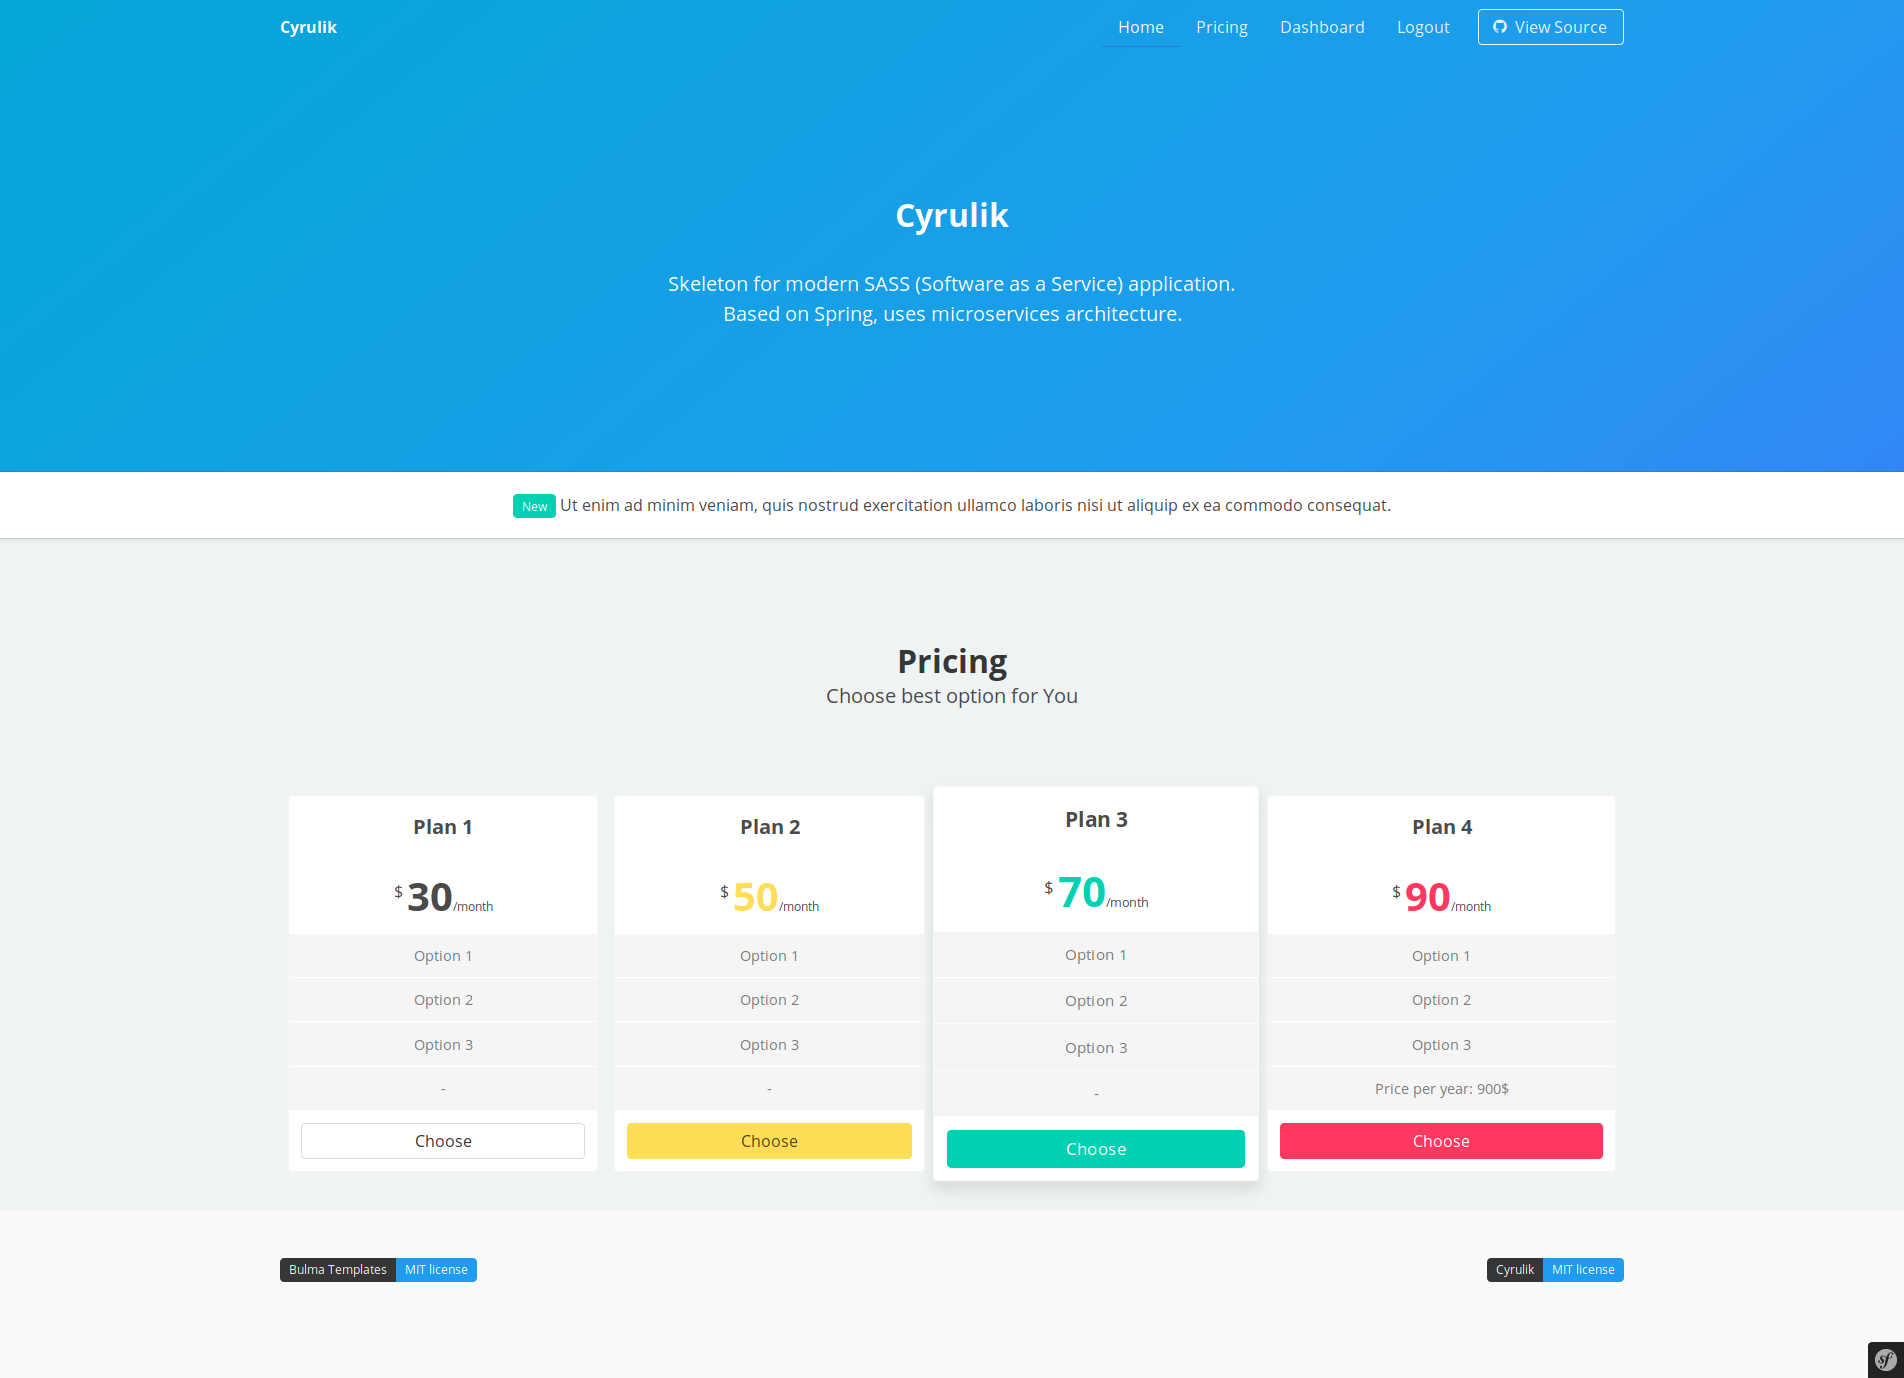 Cyrulik
Home Pricing Dashboard Logout View Source
Cyrulik
Skeleton for modern SASS (Software as a Service) application.
Based on Spring, uses microservices architecture.
New Ut enim ad minim veniam, quis nostrud exercitation ullamco laboris nisi ut aliquip ex ea commodo consequat.
Pricing
Choose best option for You
Plan 1
$ 30/month
Option 1
Option 2
Option 3
-
Choose
Plan 2
$ 50/month
Option 1
Option 2
Option 3
-
Choose
Plan 3
$ 70/month
Option 1
Option 2
Option 3
-
Choose
Plan 4
$ 90/month
Option 1
Option 2
Option 3
Price per year: 900$
Choose
Bulma Templates MIT license
Cyrulik MIT license
sf